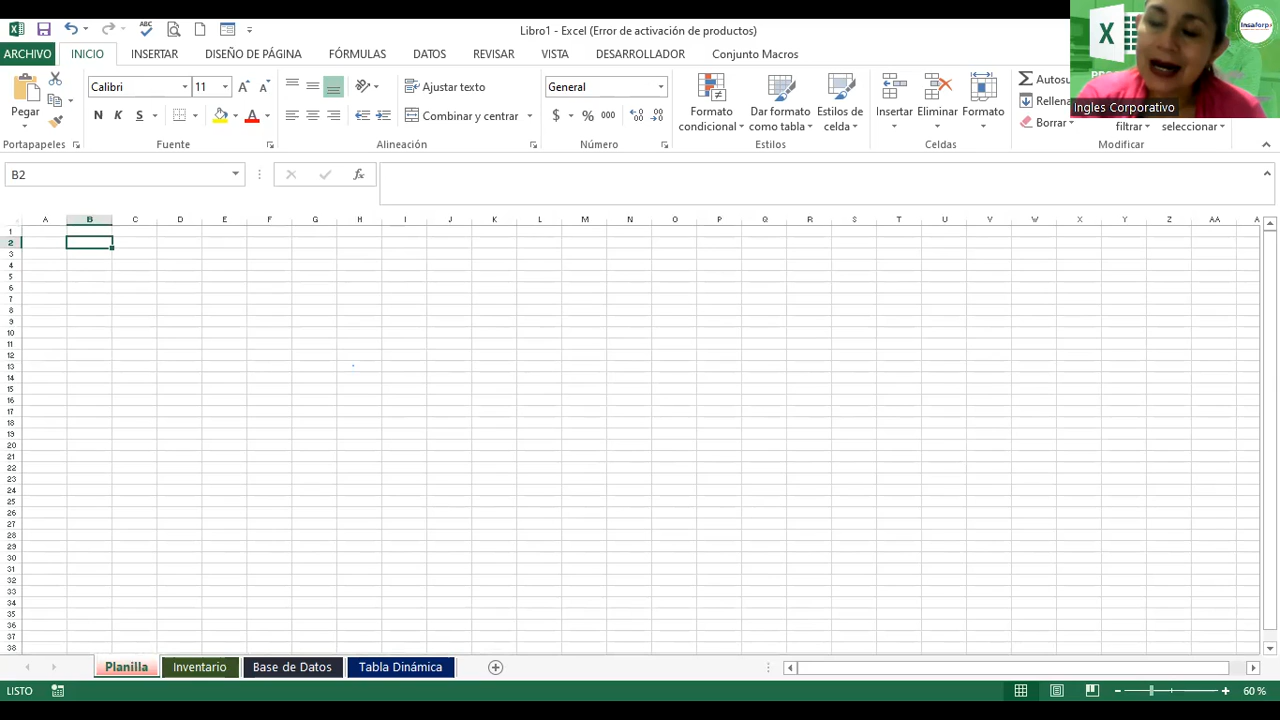 Libro1 - Excel (Error de activación de productos)
ARCHIVO INICIO INSERTAR DISEÑO DE PÁGINA FÓRMULAS DATOS REVISAR VISTA DESARROLLADOR Conjunto Macros
Pegar
Portapapeles
Calibri 11
N K S
Fuente
Ajustar texto
Combinar y centrar
Alineación
General
$ % 000
Número
Formato condicional
Dar formato como tabla
Estilos de celda
Estilos
Insertar Eliminar Formato
Celdas
Autosu
Rellena
Borrar
filtrar seleccionar
Modificar
Insaforp
X
Ingles Corporativo
B2
fx
A B C D E F G H I J K L M N O P Q R S T U V W X Y Z AA A
1
2
3
4
5
6
7
8
9
10
11
12
13
14
15
16
17
18
19
20
21
22
23
24
25
26
27
28
29
30
31
32
33
34
35
36
37
38
Planilla Inventario Base de Datos Tabla Dinámica
LISTO
60 %